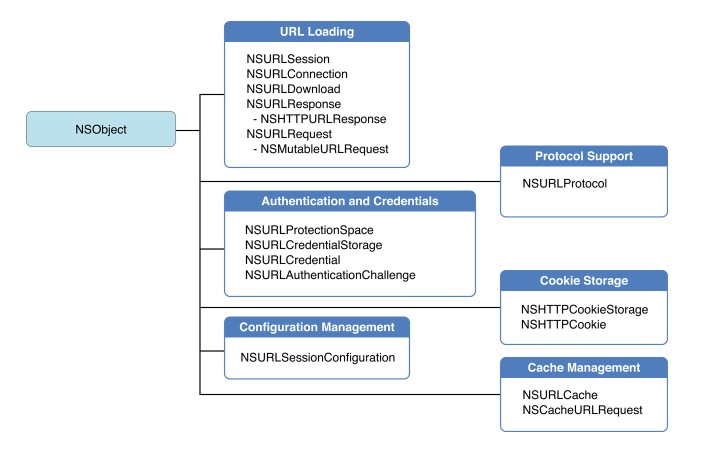 NSObject
URL Loading
NSURLSession
NSURLConnection
NSURLDownload
NSURLResponse
- NSHTTPURLResponse
NSURLRequest
- NSMutableURLRequest
Protocol Support
NSURLProtocol
Authentication and Credentials
NSURLProtectionSpace
NSURLCredentialStorage
NSURLCredential
NSURLAuthenticationChallenge
Cookie Storage
NSHTTPCookieStorage
NSHTTPCookie
Configuration Management
NSURLSessionConfiguration
Cache Management
NSURLCache
NSCacheURLRequest